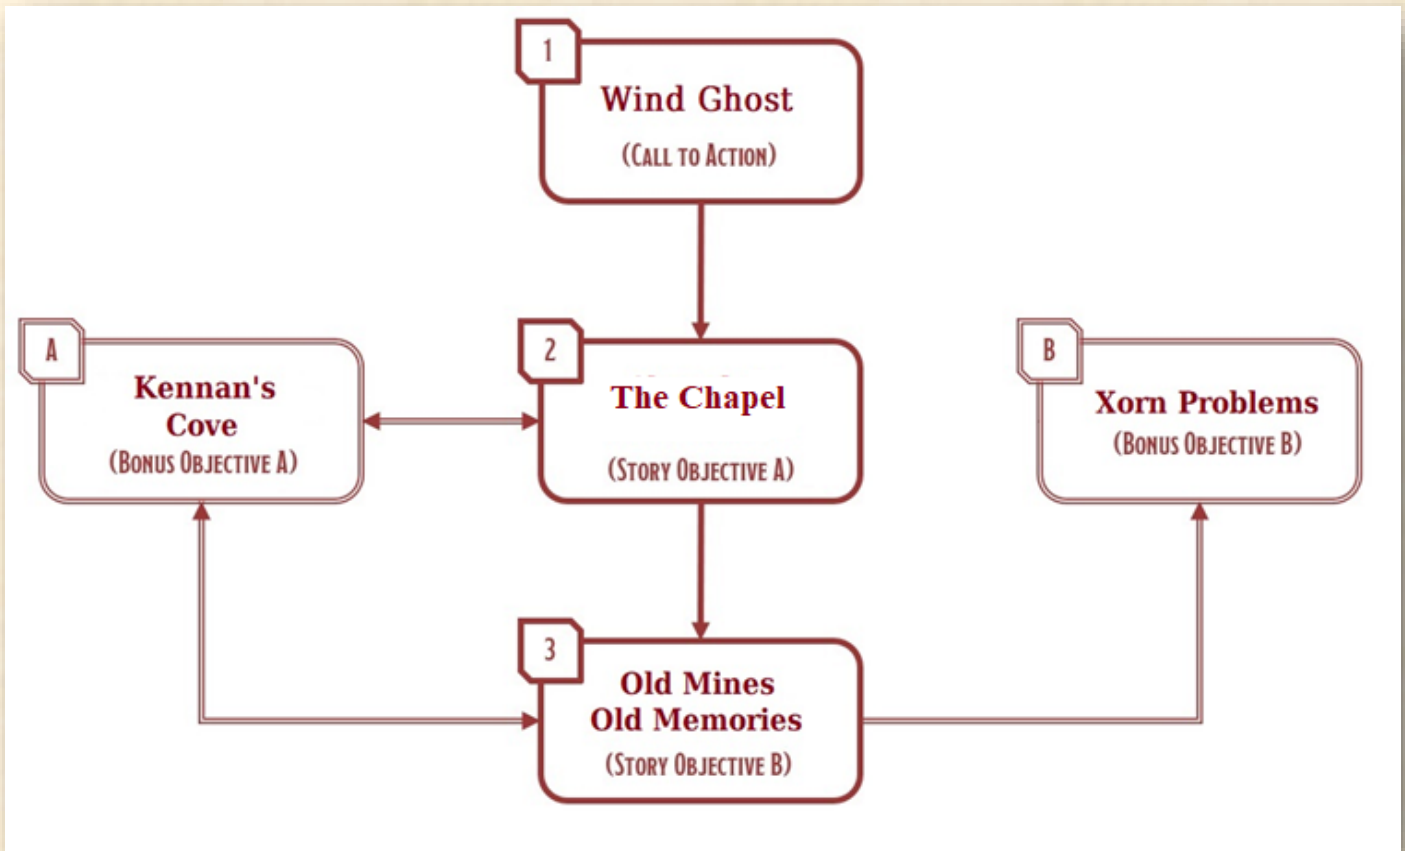 1
Wind Ghost
(Call to Action)
A
Kennan's
Cove
(Bonus Objective A)
2
The Chapel
(Story Objective A)
B
Xorn Problems
(Bonus Objective B)
3
Old Mines
Old Memories
(Story Objective B)